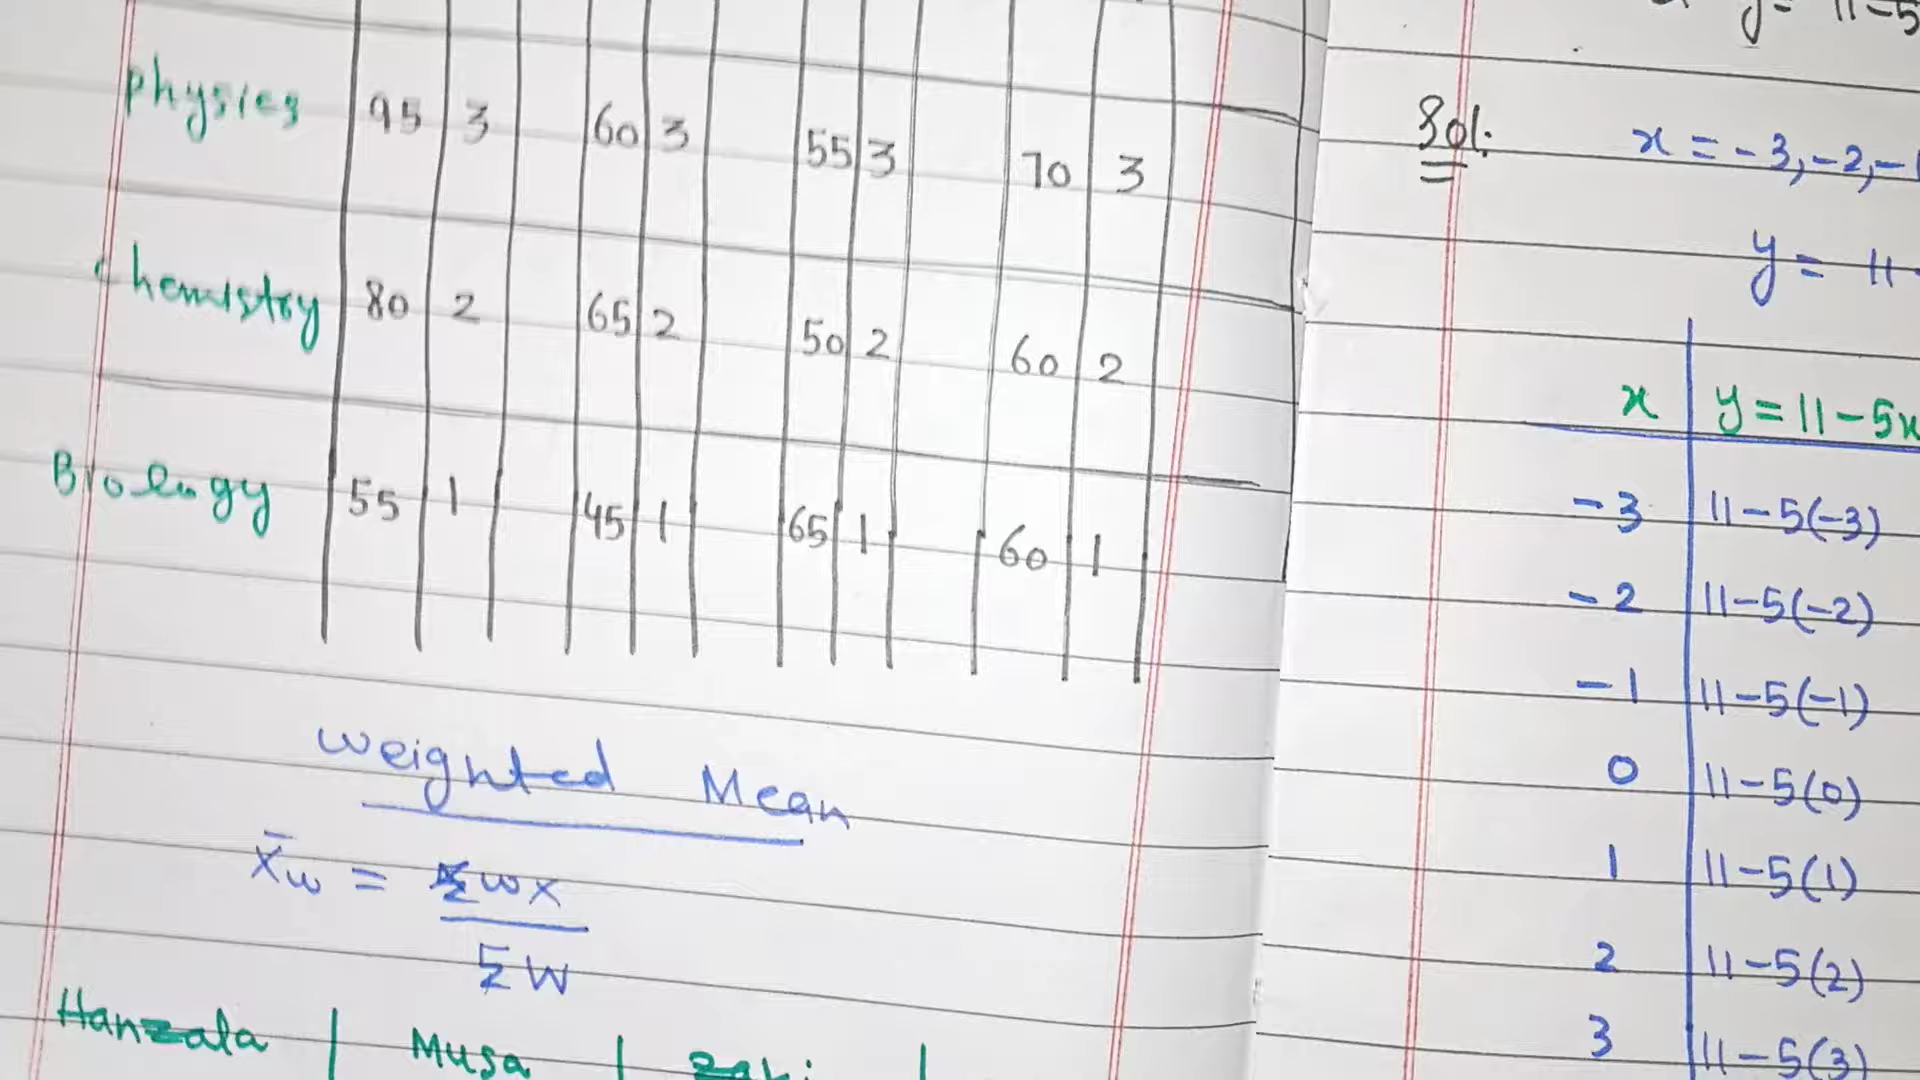 Physics 95 3 60 3 55 3 70 3
Chemistry 80 2 65 2 50 2 60 2
Biology 55 1 45 1 65 1 60 1
Weighted Mean
x̄w = Σwx
Σw
Hanzala | Musa |
y = 11-5
Sol:
x = -3,-2,-1
y = 11-
x | y = 11-5x
-3 | 11-5(-3)
-2 | 11-5(-2)
-1 | 11-5(-1)
0 | 11-5(0)
1 | 11-5(1)
2 | 11-5(2)
3 | 11-5(3)